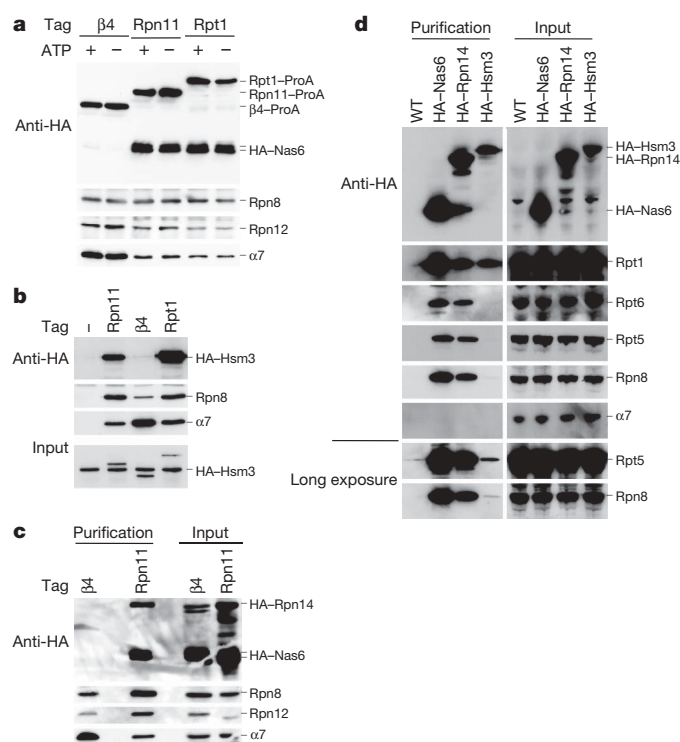 a
Tag β4 Rpn11 Rpt1
ATP + − + − + −
Anti-HA
Rpt1–ProA
Rpn11–ProA
β4–ProA
HA–Nas6
Rpn8
Rpn12
α7
b
Tag – Rpn11 β4 Rpt1
Anti-HA
HA–Hsm3
Rpn8
α7
Input
HA–Hsm3
c
Purification Input
Tag β4 Rpn11 β4 Rpn11
Anti-HA
HA–Rpn14
HA–Nas6
Rpn8
Rpn12
α7
d
Purification Input
WT HA–Nas6 HA–Rpn14 HA–Hsm3 WT HA–Nas6 HA–Rpn14 HA–Hsm3
Anti-HA
HA–Hsm3
HA–Rpn14
HA–Nas6
Rpt1
Rpt6
Rpt5
Rpn8
α7
Long exposure
Rpt5
Rpn8